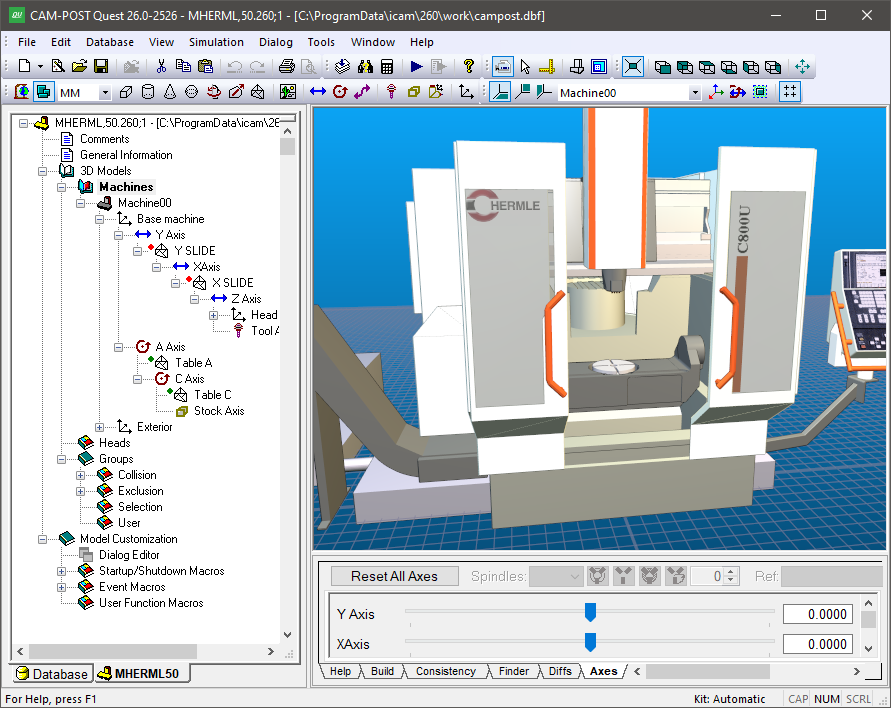 CAM-POST Quest 26.0-2526 - MHERML,50.260;1 - [C:\ProgramData\icam\260\work\campost.dbf]
File Edit Database View Simulation Dialog Tools Window Help
MM Machine00
MHERML,50.260;1 - [C:\ProgramData\icam\26
Comments
General Information
3D Models
Machines
Machine00
Base machine
Y Axis
Y SLIDE
XAxis
X SLIDE
Z Axis
Head
Tool A
A Axis
Table A
C Axis
Table C
Stock Axis
Exterior
Heads
Groups
Collision
Exclusion
Selection
User
Model Customization
Dialog Editor
Startup/Shutdown Macros
Event Macros
User Function Macros
Database MHERML50
HERMLE
C800U
Reset All Axes Spindles: 0 Ref:
Y Axis 0.0000
XAxis 0.0000
Help Build Consistency Finder Diffs Axes
For Help, press F1 Kit: Automatic CAP NUM SCRL